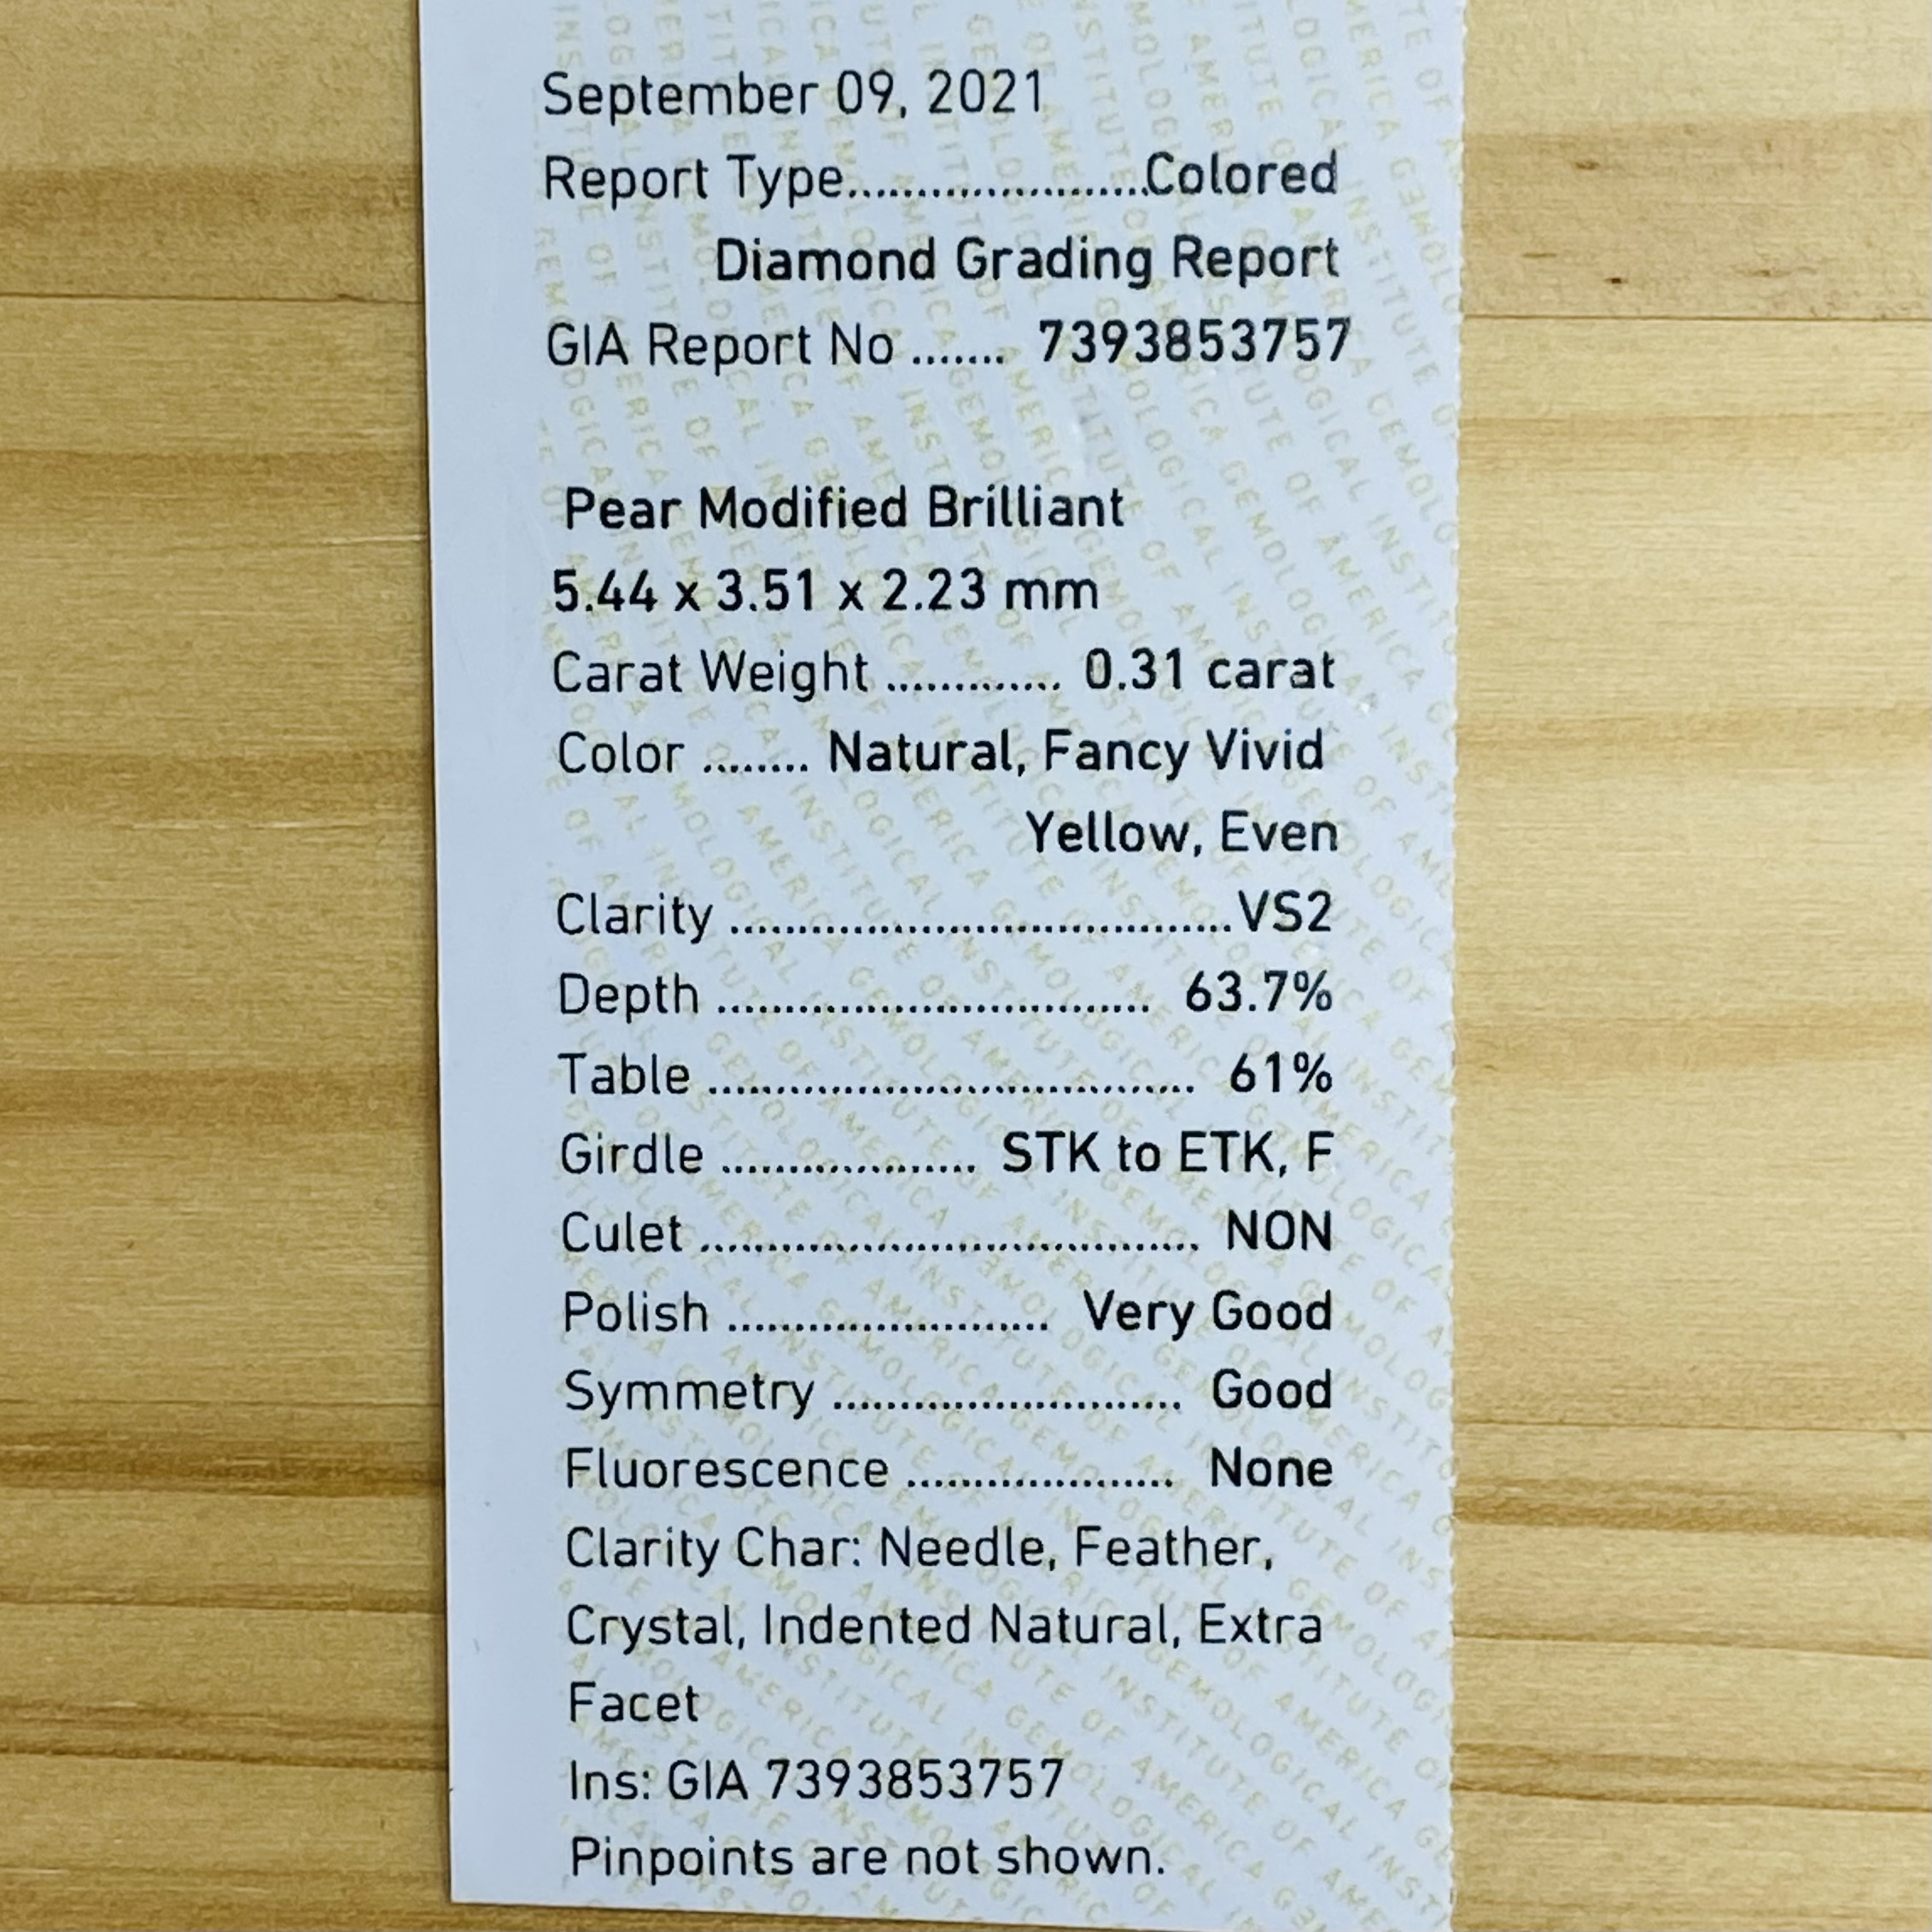 September 09, 2021
Report Type......................Colored
Diamond Grading Report
GIA Report No ....... 7393853757
Pear Modified Brilliant
5.44 x 3.51 x 2.23 mm
Carat Weight ............. 0.31 carat
Color ........ Natural, Fancy Vivid
Yellow, Even
Clarity .....................................VS2
Depth ................................ 63.7%
Table .................................... 61%
Girdle ................... STK to ETK, F
Culet ..................................... NON
Polish ........................ Very Good
Symmetry .......................... Good
Fluorescence .................... None
Clarity Char: Needle, Feather,
Crystal, Indented Natural, Extra
Facet
Ins: GIA 7393853757
Pinpoints are not shown.